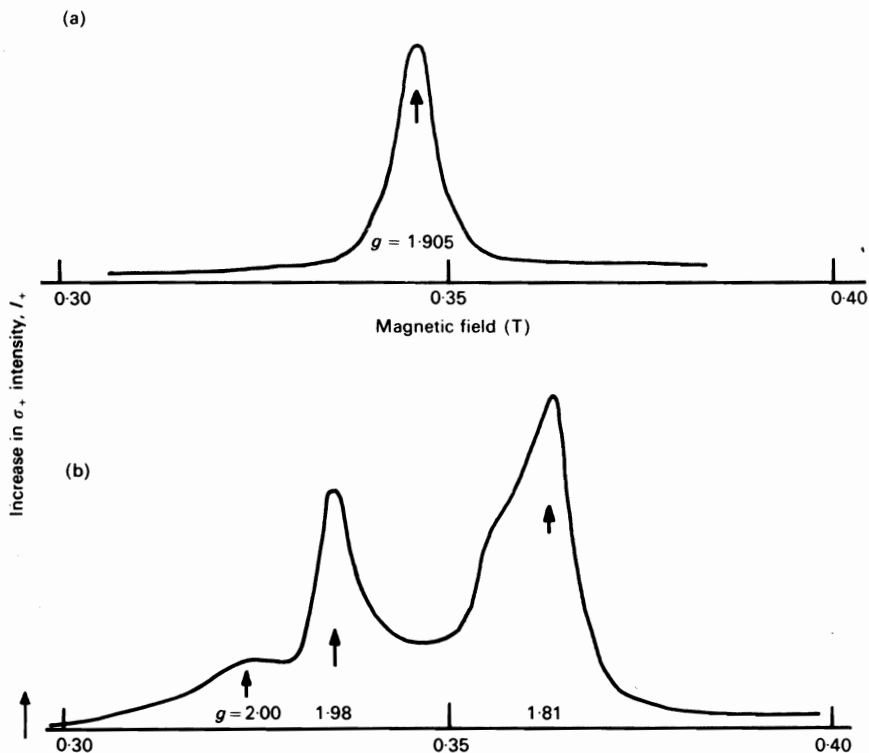 (a)
g = 1·905
0·30 0·35 0·40
Magnetic field (T)
Increase in σ₊ intensity, I₊
(b)
g = 2·00 1·98 1·81
0·30 0·35 0·40